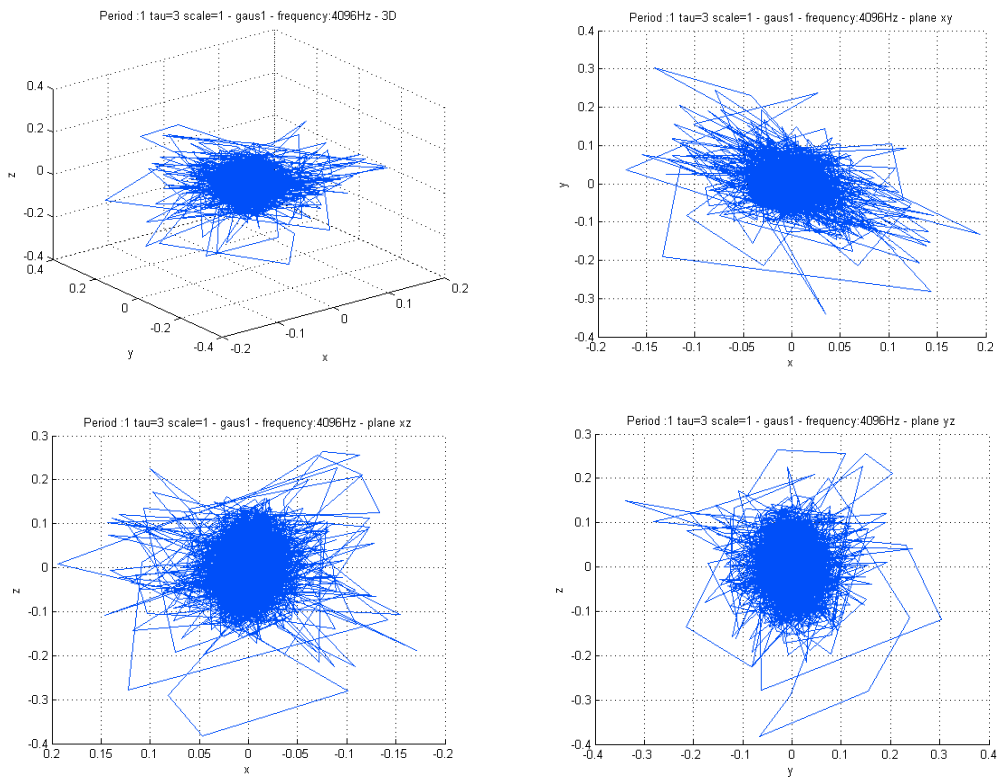 Period :1 tau=3 scale=1 - gaus1 - frequency:4096Hz - 3D
0.4
0.2
0
-0.2
-0.4
z
0.4
0.2
0
-0.2
-0.4
y
-0.2
-0.1
0
0.1
0.2
x
Period :1 tau=3 scale=1 - gaus1 - frequency:4096Hz - plane xy
0.4
0.3
0.2
0.1
0
-0.1
-0.2
-0.3
-0.4
y
-0.2 -0.15 -0.1 -0.05 0 0.05 0.1 0.15 0.2
x
Period :1 tau=3 scale=1 - gaus1 - frequency:4096Hz - plane xz
0.3
0.2
0.1
0
-0.1
-0.2
-0.3
-0.4
z
0.2 0.15 0.1 0.05 0 -0.05 -0.1 -0.15 -0.2
x
Period :1 tau=3 scale=1 - gaus1 - frequency:4096Hz - plane yz
0.3
0.2
0.1
0
-0.1
-0.2
-0.3
-0.4
z
-0.4 -0.3 -0.2 -0.1 0 0.1 0.2 0.3 0.4
y